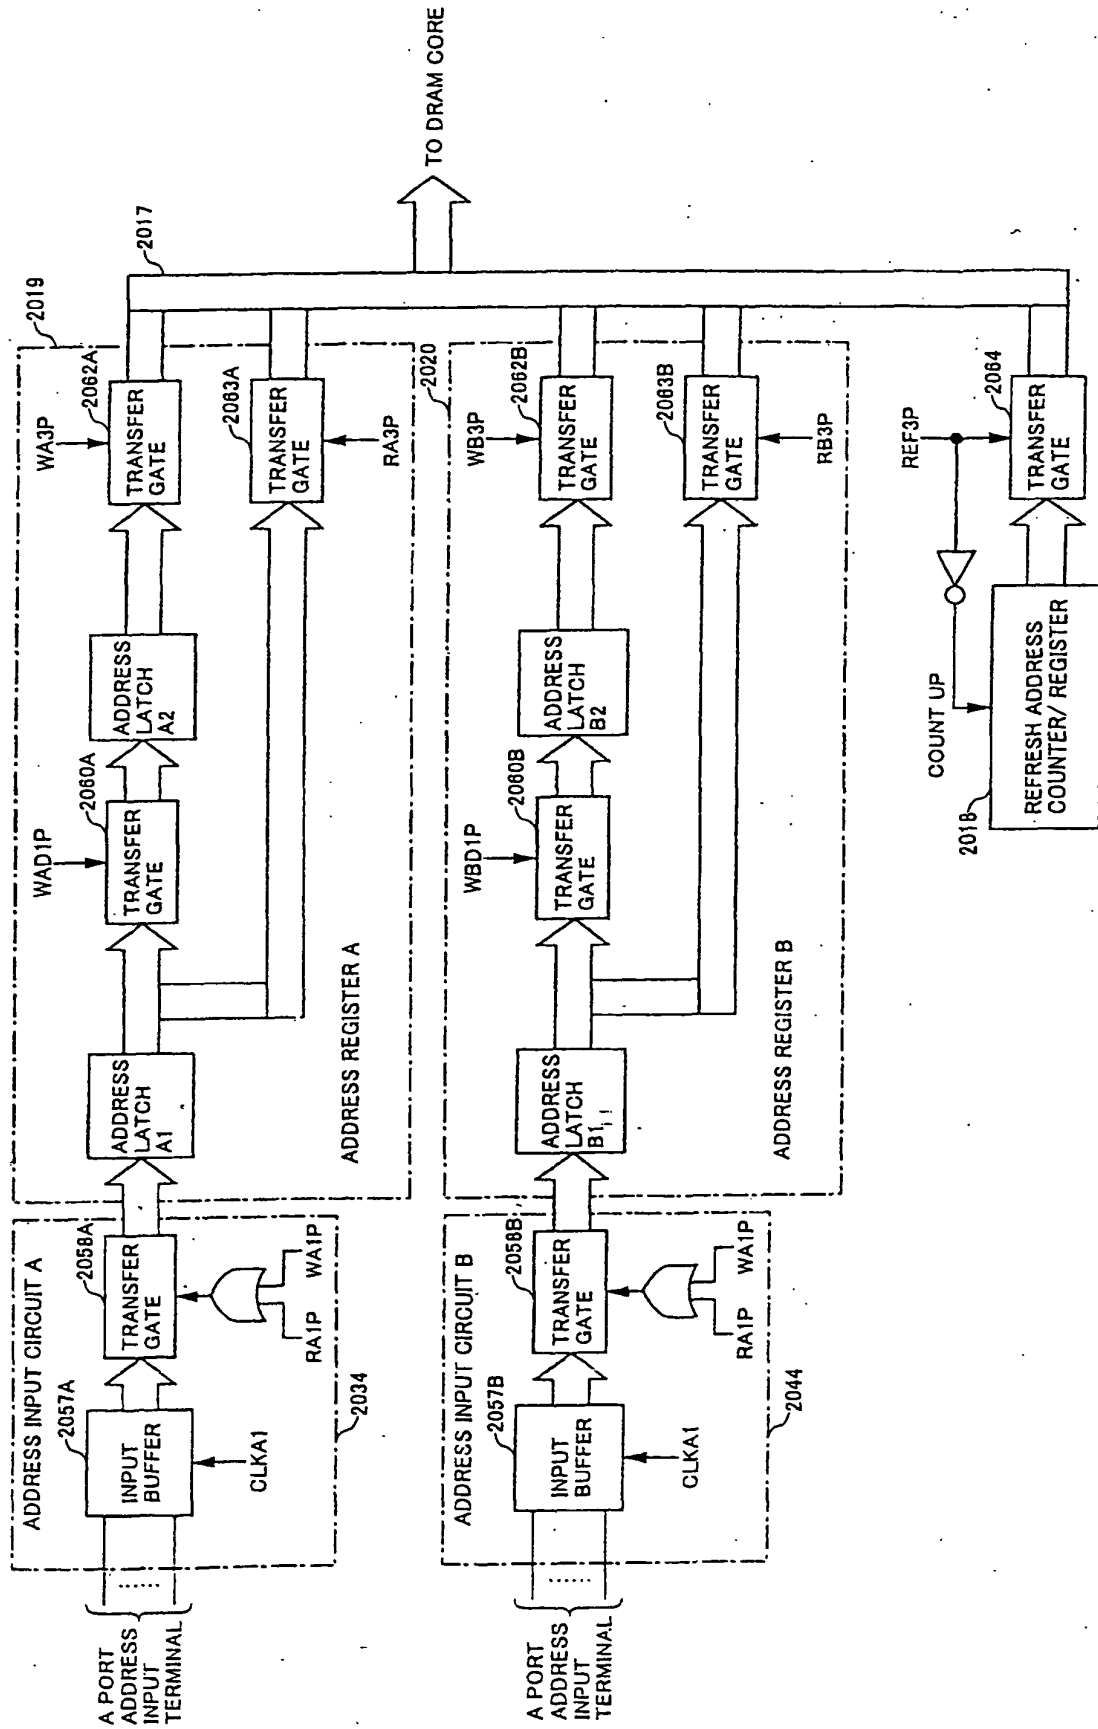 A PORT
ADDRESS
INPUT
TERMINAL
ADDRESS INPUT CIRCUIT A
2057A
INPUT
BUFFER
CLKA1
2058A
TRANSFER
GATE
RA1P
WA1P
2034
ADDRESS
LATCH
A1
ADDRESS REGISTER A
WAD1P
2060A
TRANSFER
GATE
ADDRESS
LATCH
A2
WA3P
2062A
TRANSFER
GATE
2063A
TRANSFER
GATE
RA3P
2019
2017
TO DRAM CORE
A PORT
ADDRESS
INPUT
TERMINAL
ADDRESS INPUT CIRCUIT B
2057B
INPUT
BUFFER
CLKA1
2058B
TRANSFER
GATE
RA1P
WA1P
2044
ADDRESS
LATCH
B1
ADDRESS REGISTER B
WBD1P
2060B
TRANSFER
GATE
ADDRESS
LATCH
B2
WB3P
2062B
TRANSFER
GATE
2063B
TRANSFER
GATE
RB3P
2020
2018
REFRESH ADDRESS
COUNTER/ REGISTER
COUNT UP
REF3P
2064
TRANSFER
GATE